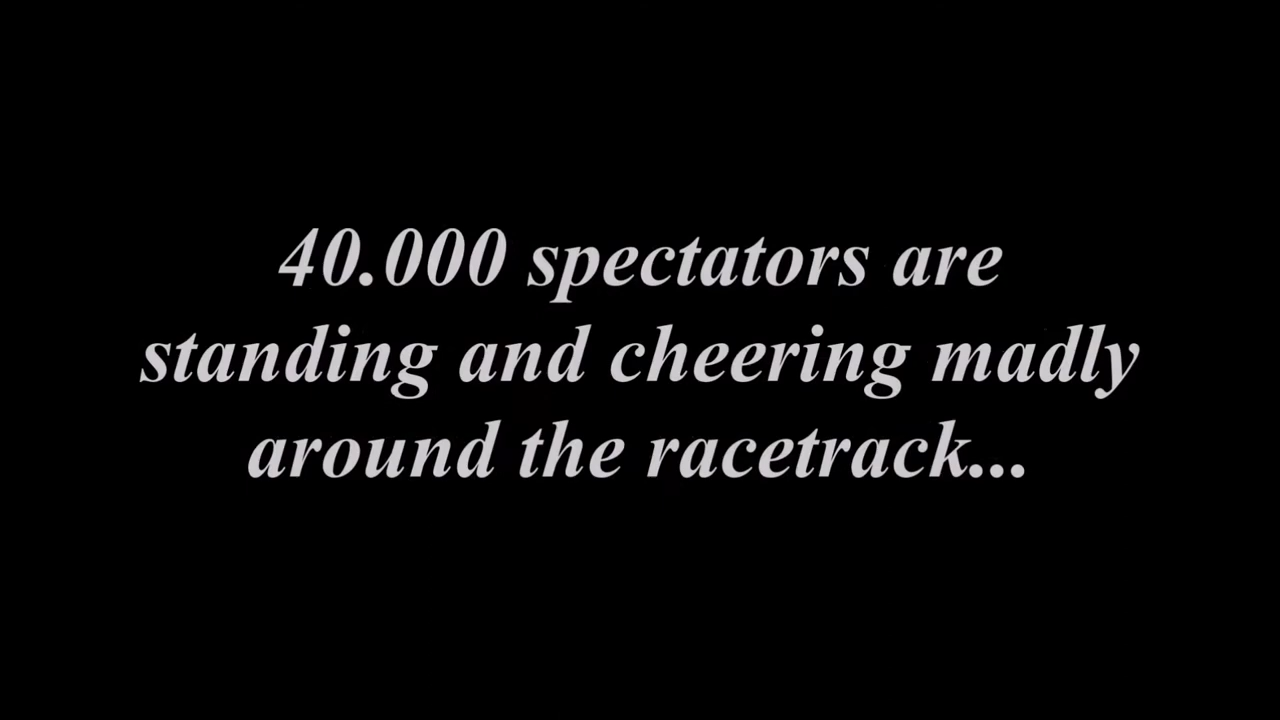 40.000 spectators are
standing and cheering madly
around the racetrack...